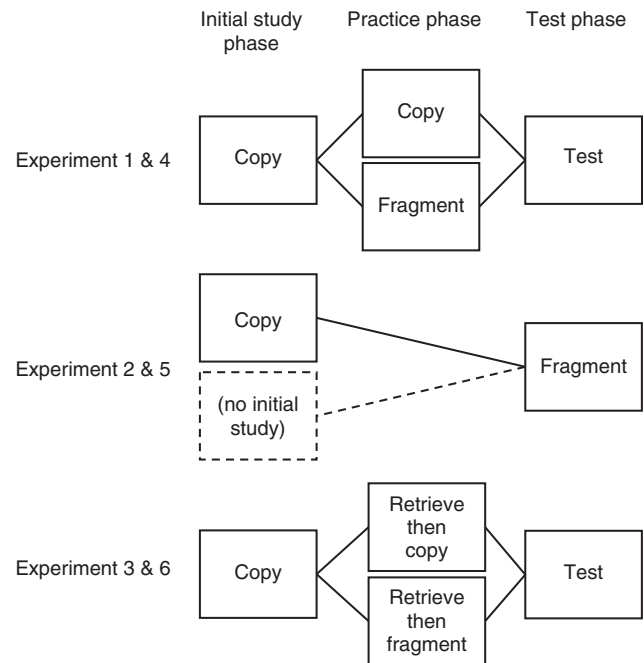 Initial study phase
Practice phase
Test phase
Experiment 1 & 4
Copy
Copy
Fragment
Test
Experiment 2 & 5
Copy
(no initial
study)
Fragment
Experiment 3 & 6
Copy
Retrieve
then
copy
Retrieve
then
fragment
Test